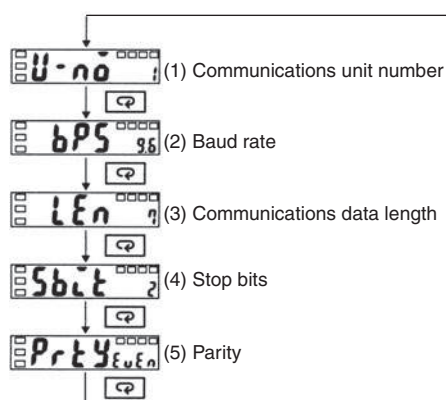 U-no 1 (1) Communications unit number
bPS 9.6 (2) Baud rate
LEn 7 (3) Communications data length
Sbit 2 (4) Stop bits
PrtY EvEn (5) Parity